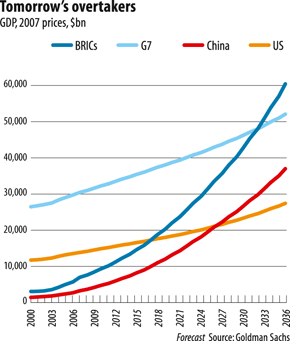 Tomorrow's overtakers
GDP, 2007 prices, $bn
BRICs G7 China US
60,000
50,000
40,000
30,000
20,000
10,000
0
2000 2003 2006 2009 2012 2015 2018 2021 2024 2027 2030 2033 2036
Forecast Source: Goldman Sachs